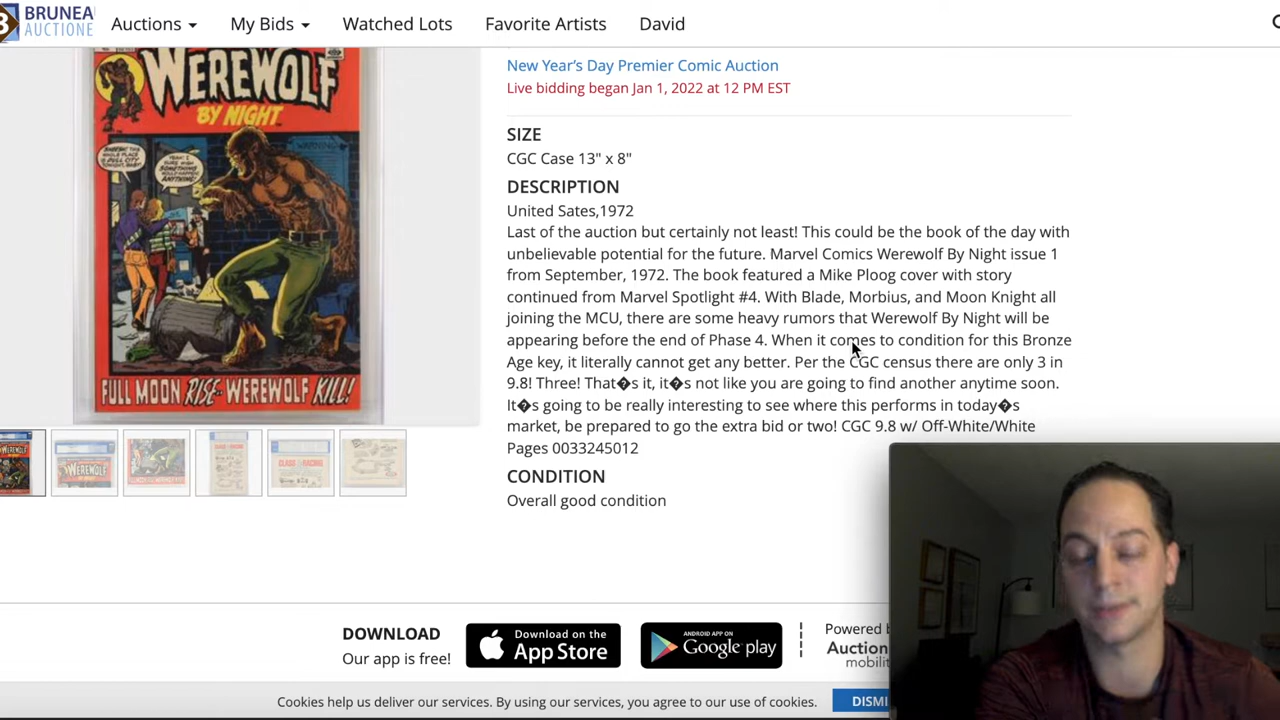 BRUNEA
AUCTIONS
Auctions
My Bids
Watched Lots
Favorite Artists
David
New Year's Day Premier Comic Auction
Live bidding began Jan 1, 2022 at 12 PM EST
WEREWOLF
BY NIGHT
FULL MOON RISE.. WEREWOLF KILL!
SIZE
CGC Case 13" x 8"
DESCRIPTION
United Sates,1972
Last of the auction but certainly not least! This could be the book of the day with
unbelievable potential for the future. Marvel Comics Werewolf By Night issue 1
from September, 1972. The book featured a Mike Ploog cover with story
continued from Marvel Spotlight #4. With Blade, Morbius, and Moon Knight all
joining the MCU, there are some heavy rumors that Werewolf By Night will be
appearing before the end of Phase 4. When it comes to condition for this Bronze
Age key, it literally cannot get any better. Per the CGC census there are only 3 in
9.8! Three! That�s it, it�s not like you are going to find another anytime soon.
It�s going to be really interesting to see where this performs in today�s
market, be prepared to go the extra bid or two! CGC 9.8 w/ Off-White/White
Pages 0033245012
CONDITION
Overall good condition
DOWNLOAD
Our app is free!
Download on the
App Store
ANDROID APP ON
Google play
Powered
Auction
mobilit
Cookies help us deliver our services. By using our services, you agree to our use of cookies.
DISMI